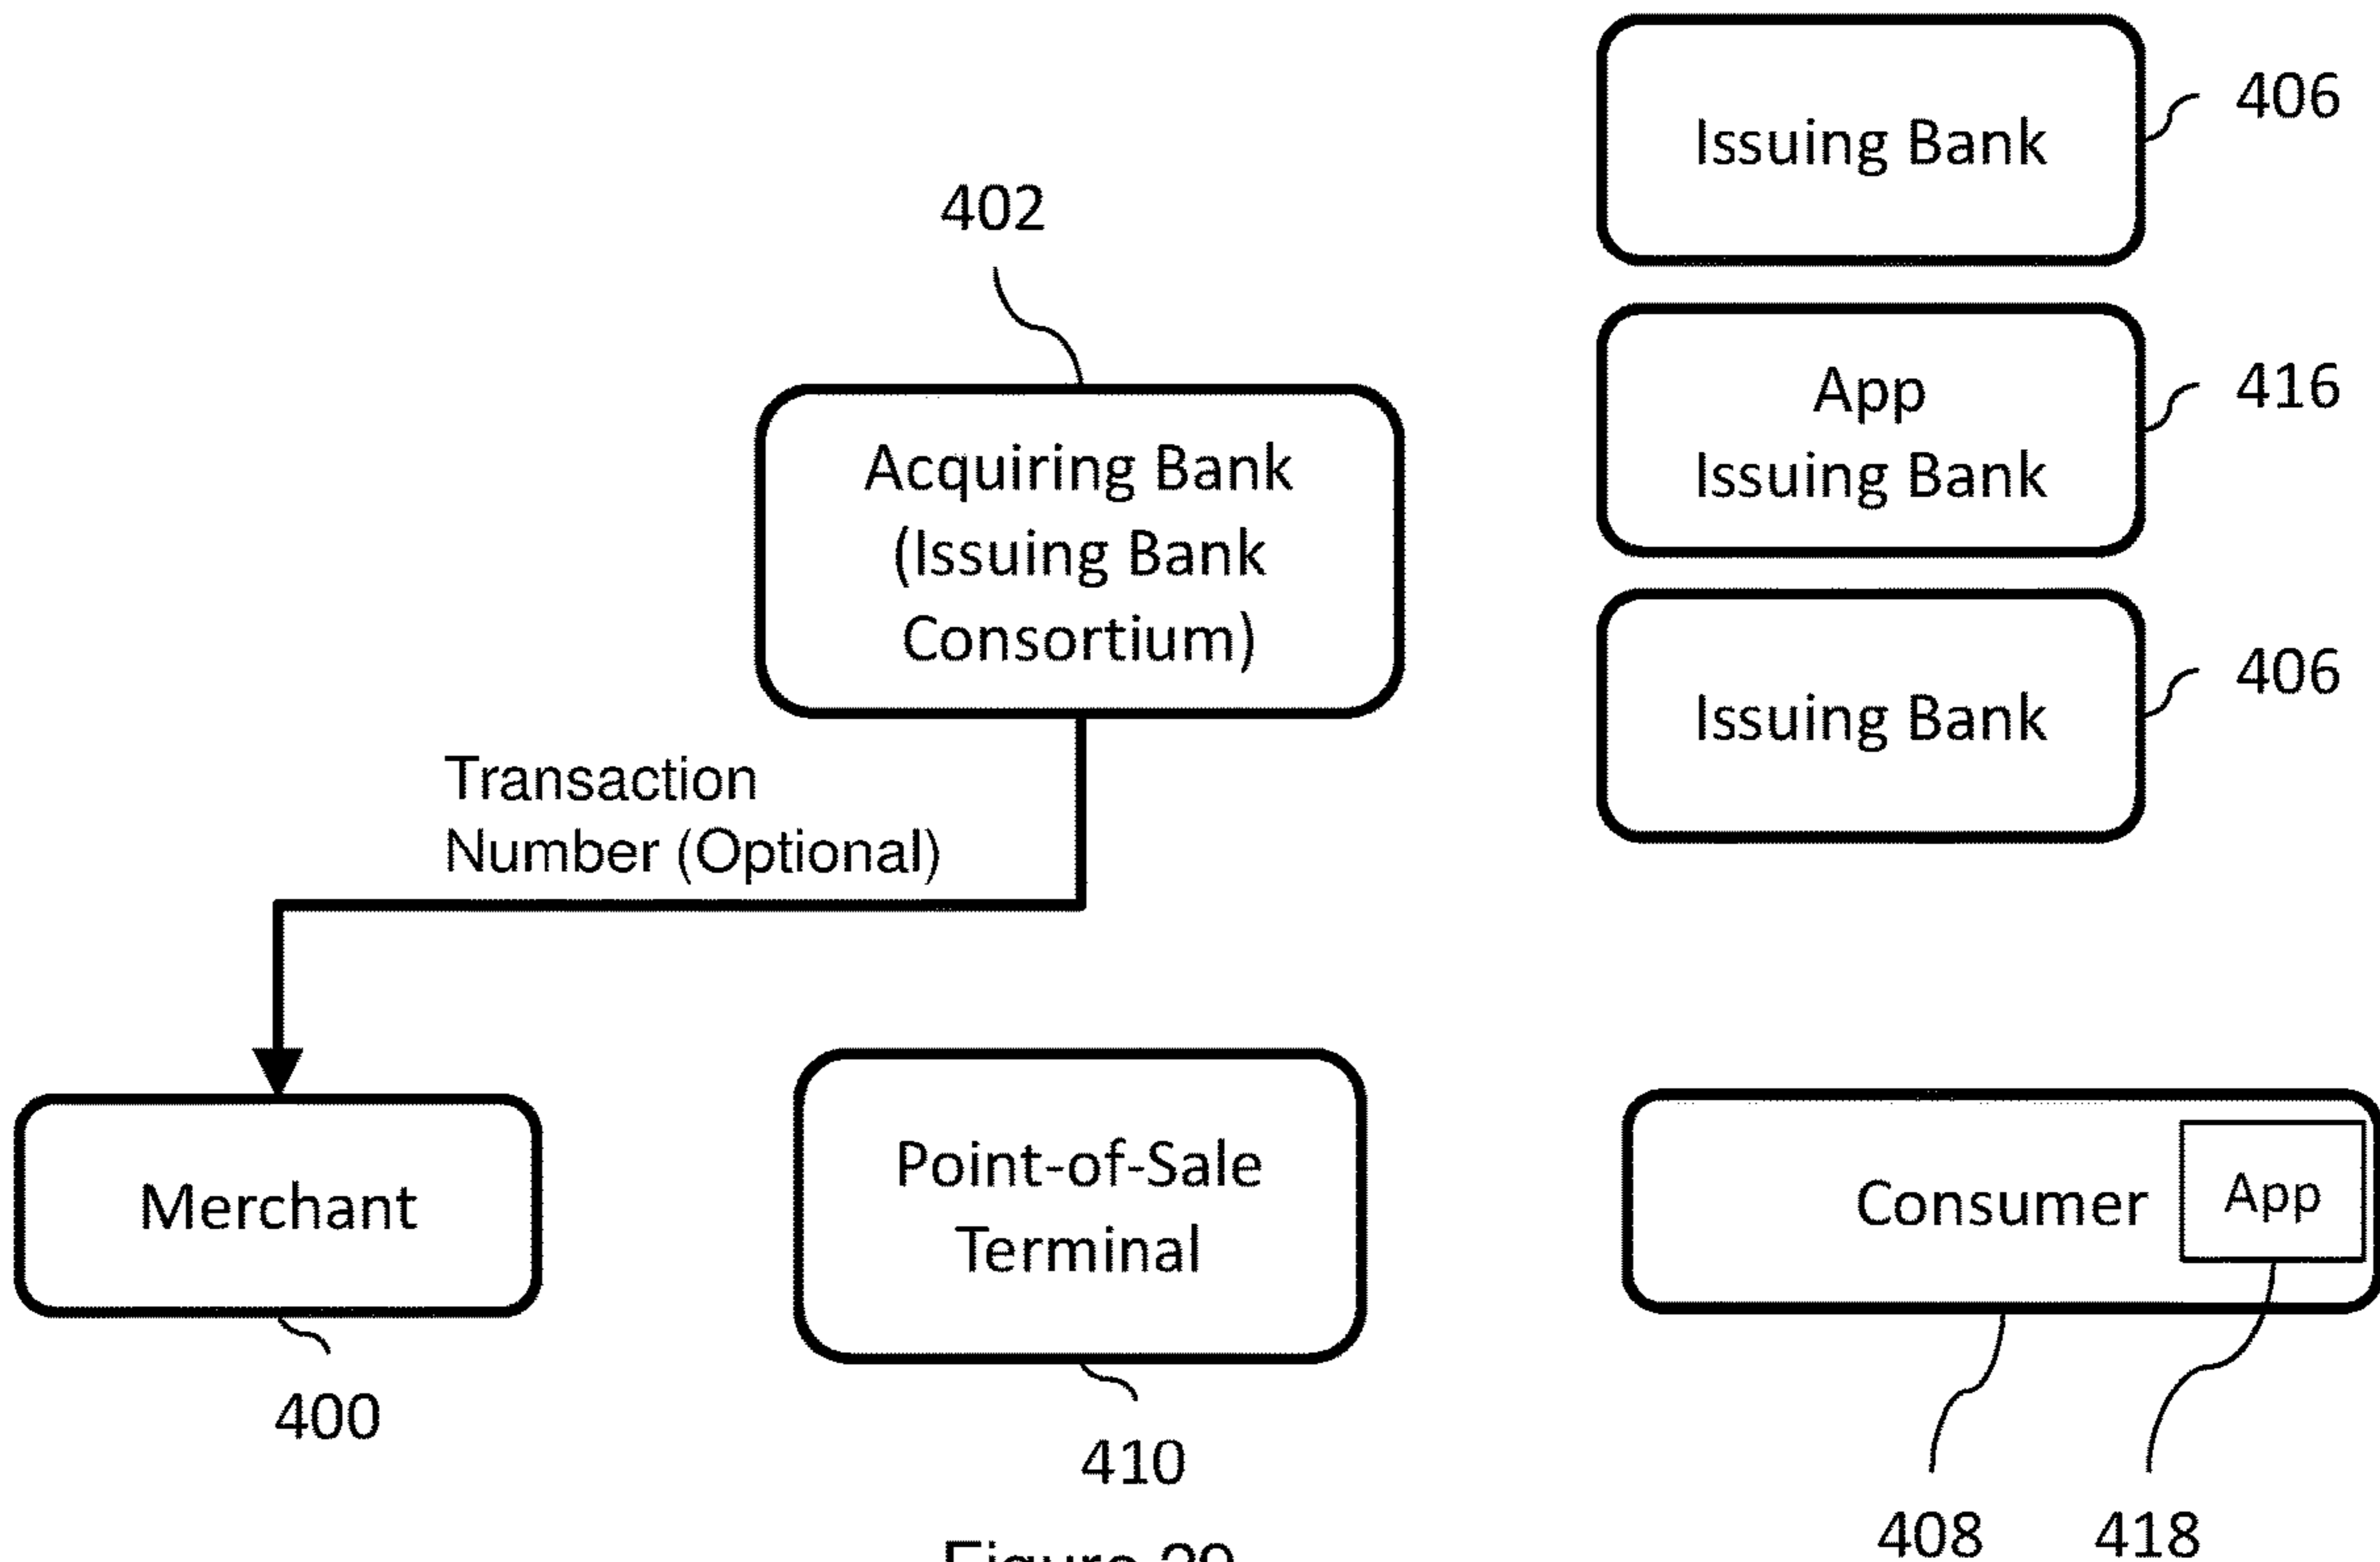 Issuing Bank
406
402
App
Issuing Bank
416
Acquiring Bank
(Issuing Bank
Consortium)
Issuing Bank
406
Transaction
Number (Optional)
Merchant
Point-of-Sale
Terminal
Consumer
App
400
410
408
418